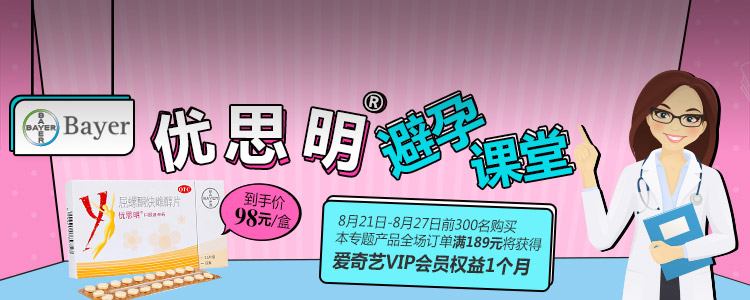 BAYER
BAYER
Bayer
优思明®
避孕
课堂
OTC
屈螺酮炔雌醇片
优思明®
到手价
98元/盒
8月21日-8月27日前300名购买
本专题产品全场订单满189元将获得
爱奇艺VIP会员权益1个月